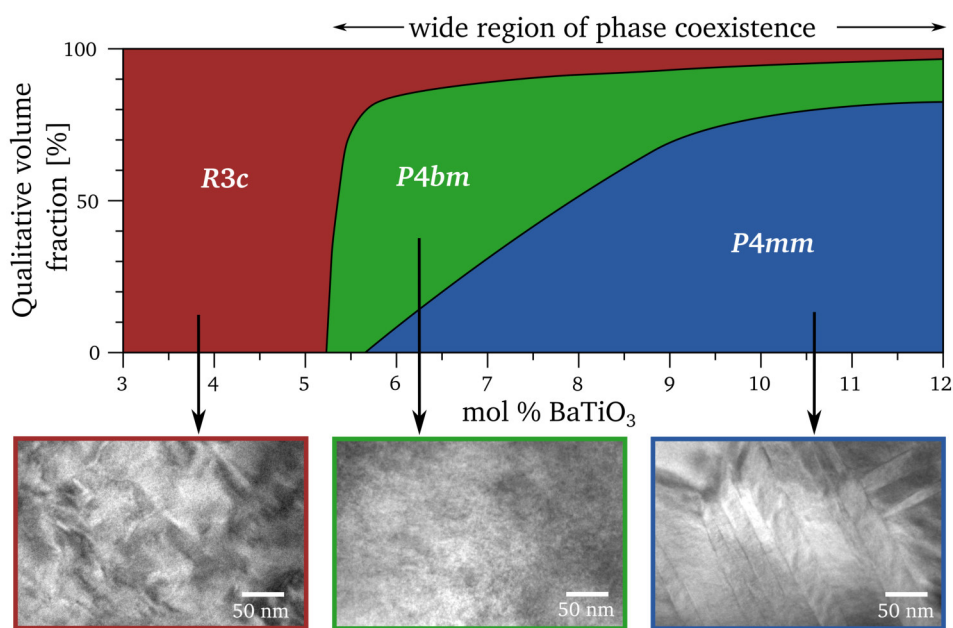 wide region of phase coexistence
Qualitative volume
fraction [%]
100
50
0
R3c
P4bm
P4mm
3 4 5 6 7 8 9 10 11 12
mol % BaTiO₃
50 nm
50 nm
50 nm